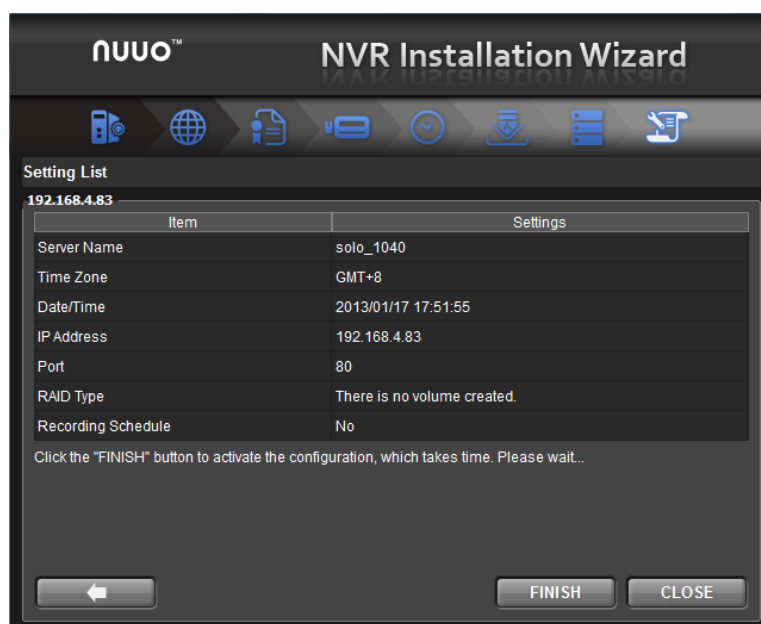 nuuo™
NVR Installation Wizard
Setting List
192.168.4.83
Item Settings
Server Name solo_1040
Time Zone GMT+8
Date/Time 2013/01/17 17:51:55
IP Address 192.168.4.83
Port 80
RAID Type There is no volume created.
Recording Schedule No
Click the "FINISH" button to activate the configuration, which takes time. Please wait...
FINISH CLOSE